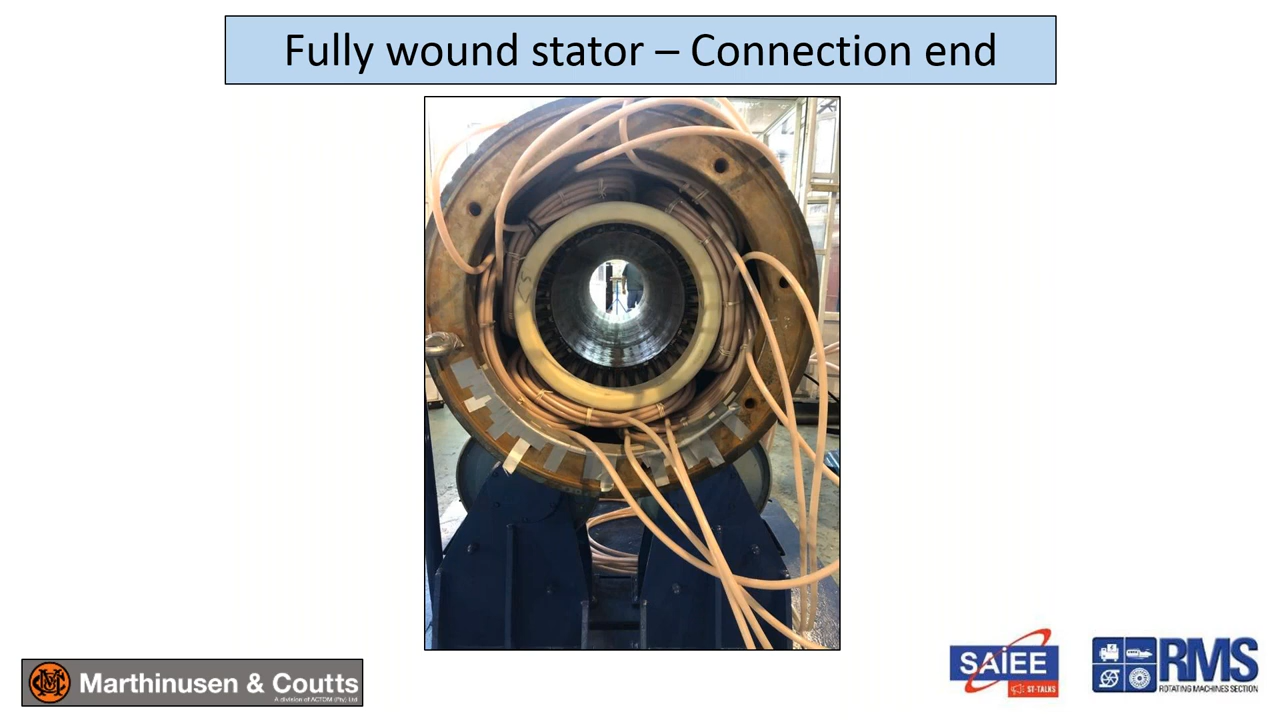 Fully wound stator – Connection end
Marthinusen & Coutts
A division of ACTOM (Pty) Ltd
SAIEE
ST-TALKS
RMS
ROTATING MACHINES SECTION